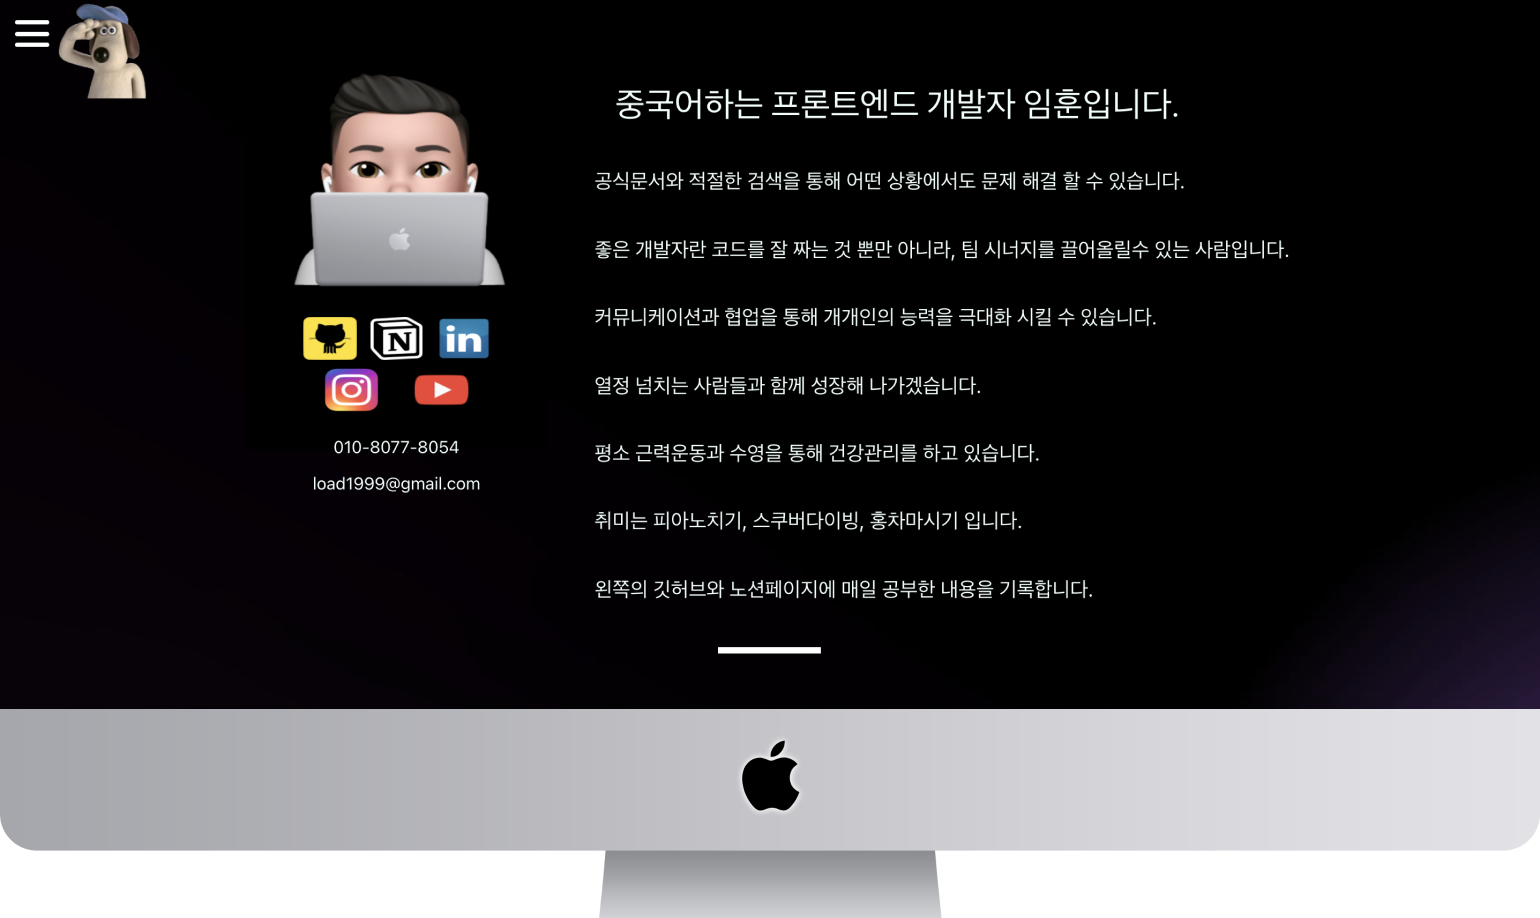 중국어하는 프론트엔드 개발자 임훈입니다.
공식문서와 적절한 검색을 통해 어떤 상황에서도 문제 해결 할 수 있습니다.
좋은 개발자란 코드를 잘 짜는 것 뿐만 아니라, 팀 시너지를 끌어올릴수 있는 사람입니다.
커뮤니케이션과 협업을 통해 개개인의 능력을 극대화 시킬 수 있습니다.
열정 넘치는 사람들과 함께 성장해 나가겠습니다.
평소 근력운동과 수영을 통해 건강관리를 하고 있습니다.
취미는 피아노치기, 스쿠버다이빙, 홍차마시기 입니다.
왼쪽의 깃허브와 노션페이지에 매일 공부한 내용을 기록합니다.
N
in
010-8077-8054
load1999@gmail.com